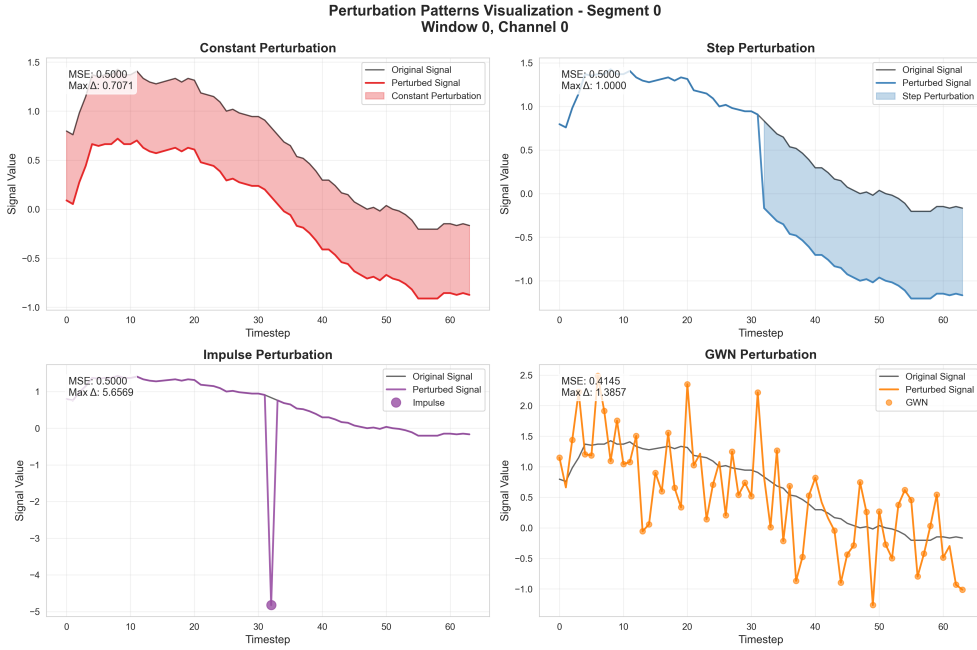 Perturbation Patterns Visualization - Segment 0
Window 0, Channel 0
Constant Perturbation
MSE: 0.5000
Max Δ: 0.7071
Original Signal
Perturbed Signal
Constant Perturbation
1.5
1.0
0.5
0.0
−0.5
−1.0
Signal Value
0 10 20 30 40 50 60
Timestep
Step Perturbation
MSE: 0.5000
Max Δ: 1.0000
Original Signal
Perturbed Signal
Step Perturbation
1.5
1.0
0.5
0.0
−0.5
−1.0
Signal Value
0 10 20 30 40 50 60
Timestep
Impulse Perturbation
MSE: 0.5000
Max Δ: 5.6569
Original Signal
Perturbed Signal
Impulse
1
0
−1
−2
−3
−4
−5
Signal Value
0 10 20 30 40 50 60
Timestep
GWN Perturbation
MSE: 0.4145
Max Δ: 1.3857
Original Signal
Perturbed Signal
GWN
2.5
2.0
1.5
1.0
0.5
0.0
−0.5
−1.0
Signal Value
0 10 20 30 40 50 60
Timestep